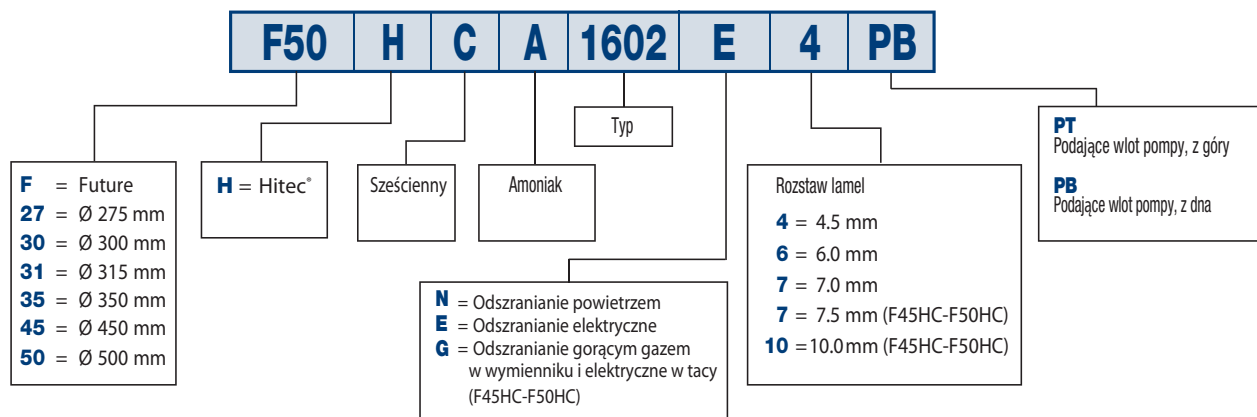 F50 H C A 1602 E 4 PB
F = Future
27 = Ø 275 mm
30 = Ø 300 mm
31 = Ø 315 mm
35 = Ø 350 mm
45 = Ø 450 mm
50 = Ø 500 mm
H = Hitec®
Sześcienny
Amoniak
Typ
N = Odszranianie powietrzem
E = Odszranianie elektryczne
G = Odszranianie gorącym gazem
w wymienniku i elektryczne w tacy
(F45HC-F50HC)
Rozstaw lamel
4 = 4.5 mm
6 = 6.0 mm
7 = 7.0 mm
7 = 7.5 mm (F45HC-F50HC)
10 =10.0 mm (F45HC-F50HC)
PT
Podające wlot pompy, z góry
PB
Podające wlot pompy, z dna